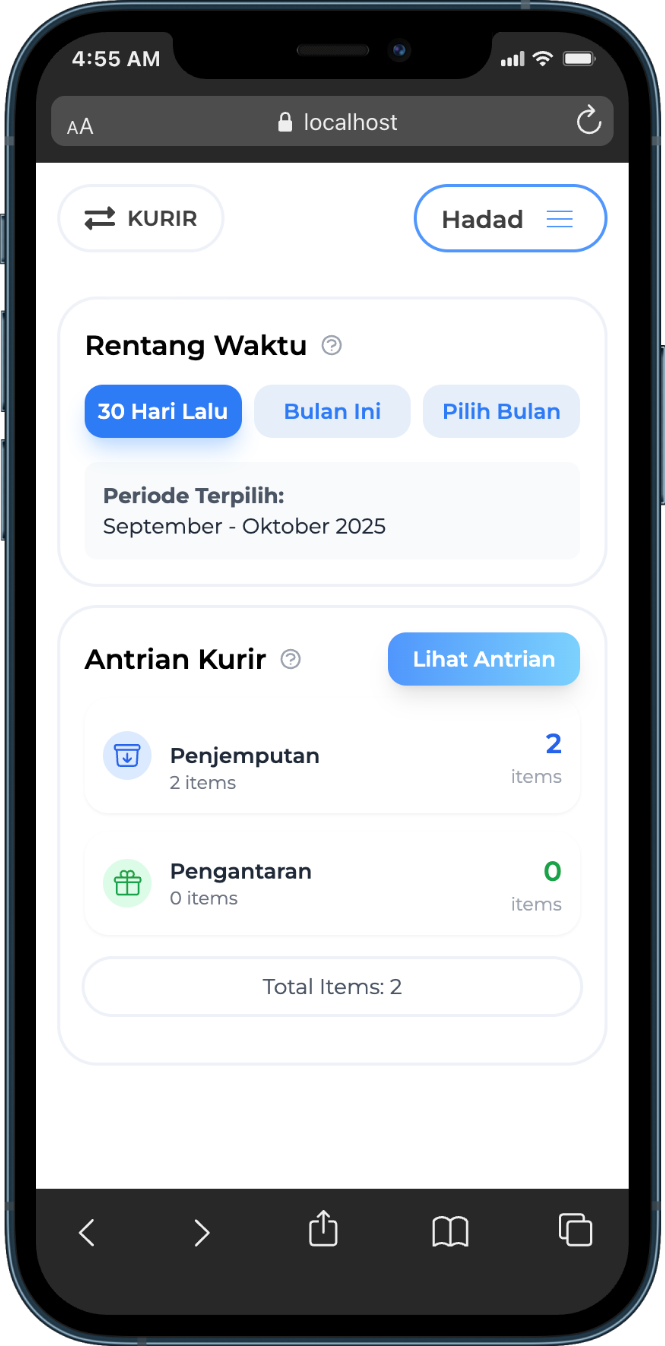 4:55 AM
AA
localhost
KURIR
Hadad
Rentang Waktu
30 Hari Lalu
Bulan Ini
Pilih Bulan
Periode Terpilih:
September - Oktober 2025
Antrian Kurir
Lihat Antrian
Penjemputan
2 items
2
items
Pengantaran
0 items
0
items
Total Items: 2